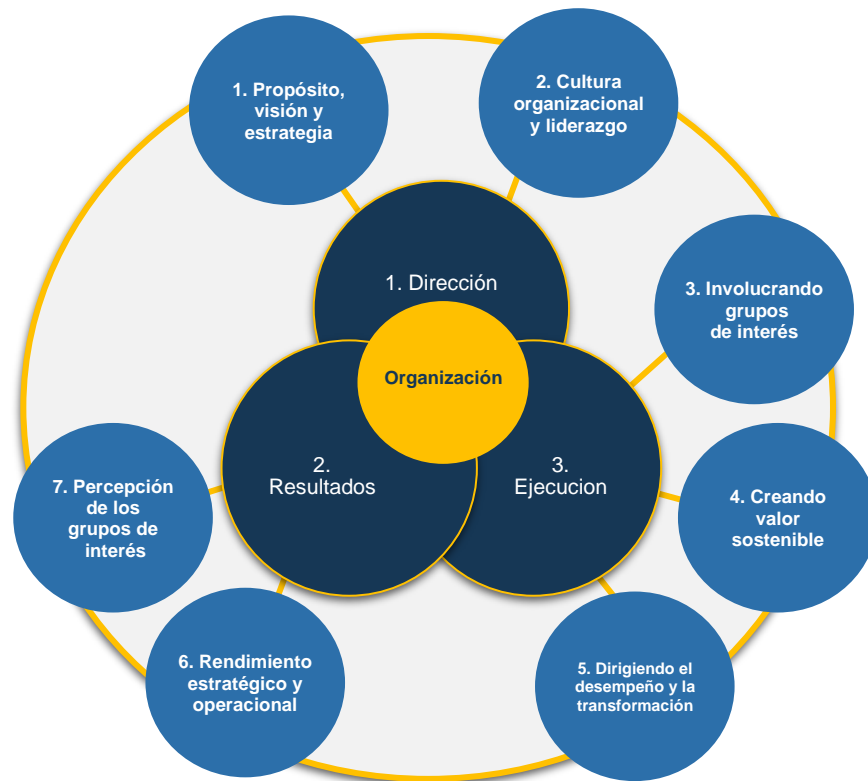 1. Propósito,
visión y
estrategia
2. Cultura
organizacional
y liderazgo
1. Dirección
3. Involucrando
grupos
de interés
Organización
2.
Resultados
3.
Ejecucion
7. Percepción
de los
grupos de
interés
4. Creando
valor
sostenible
6. Rendimiento
estratégico y
operacional
5. Dirigiendo el
desempeño y la
transformación